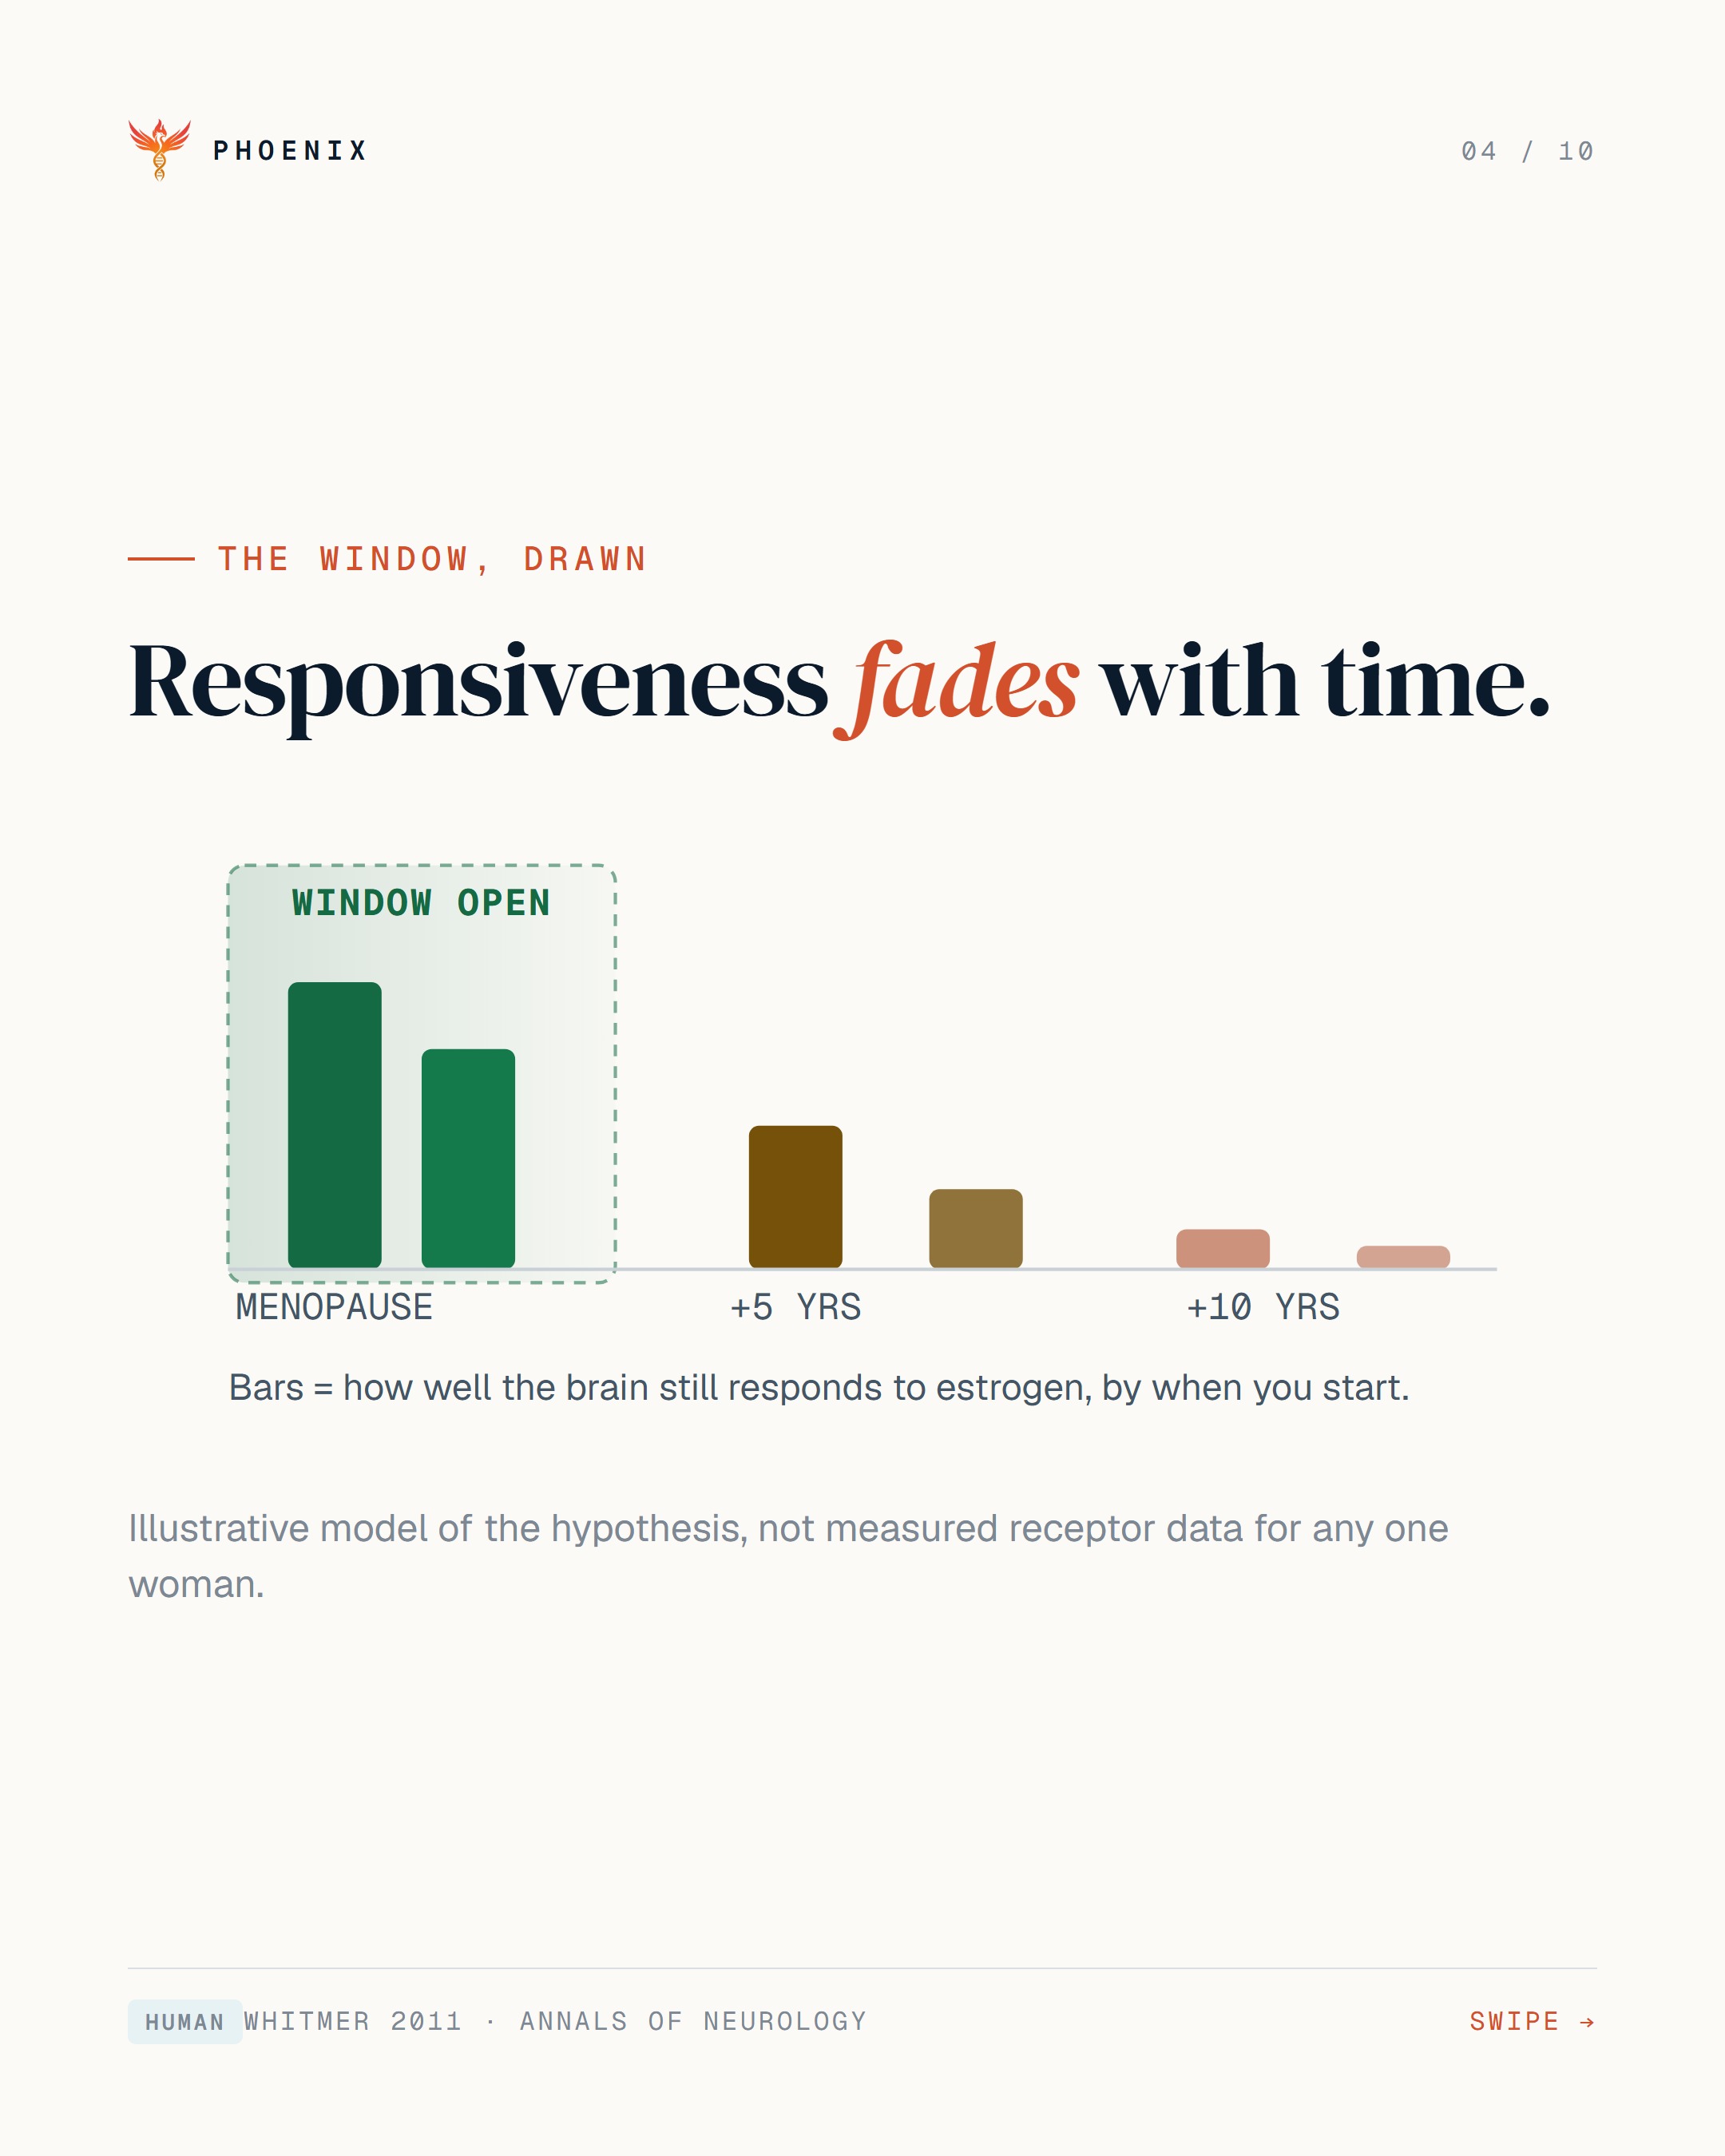 PHOENIX
04 / 10
THE WINDOW, DRAWN
Responsiveness fades with time.
WINDOW OPEN
MENOPAUSE +5 YRS +10 YRS
Bars = how well the brain still responds to estrogen, by when you start.
Illustrative model of the hypothesis, not measured receptor data for any one
woman.
HUMAN WHITMER 2011 · ANNALS OF NEUROLOGY
SWIPE →